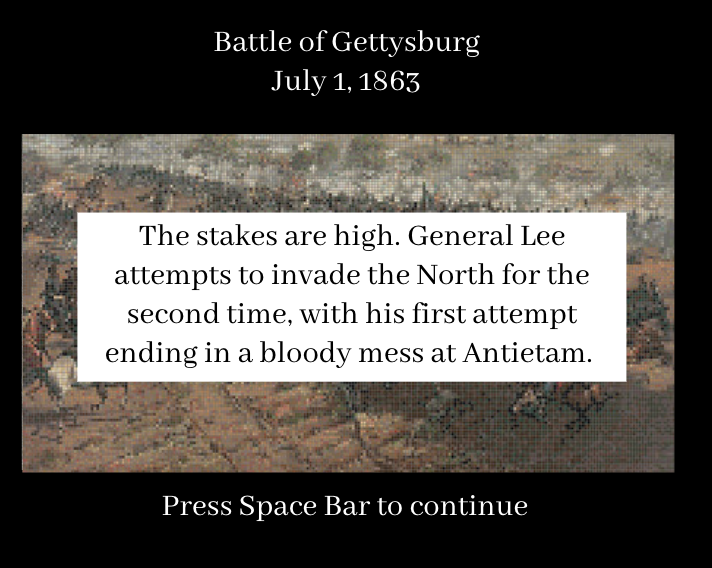 Battle of Gettysburg
July 1, 1863
The stakes are high. General Lee
attempts to invade the North for the
second time, with his first attempt
ending in a bloody mess at Antietam.
Press Space Bar to continue